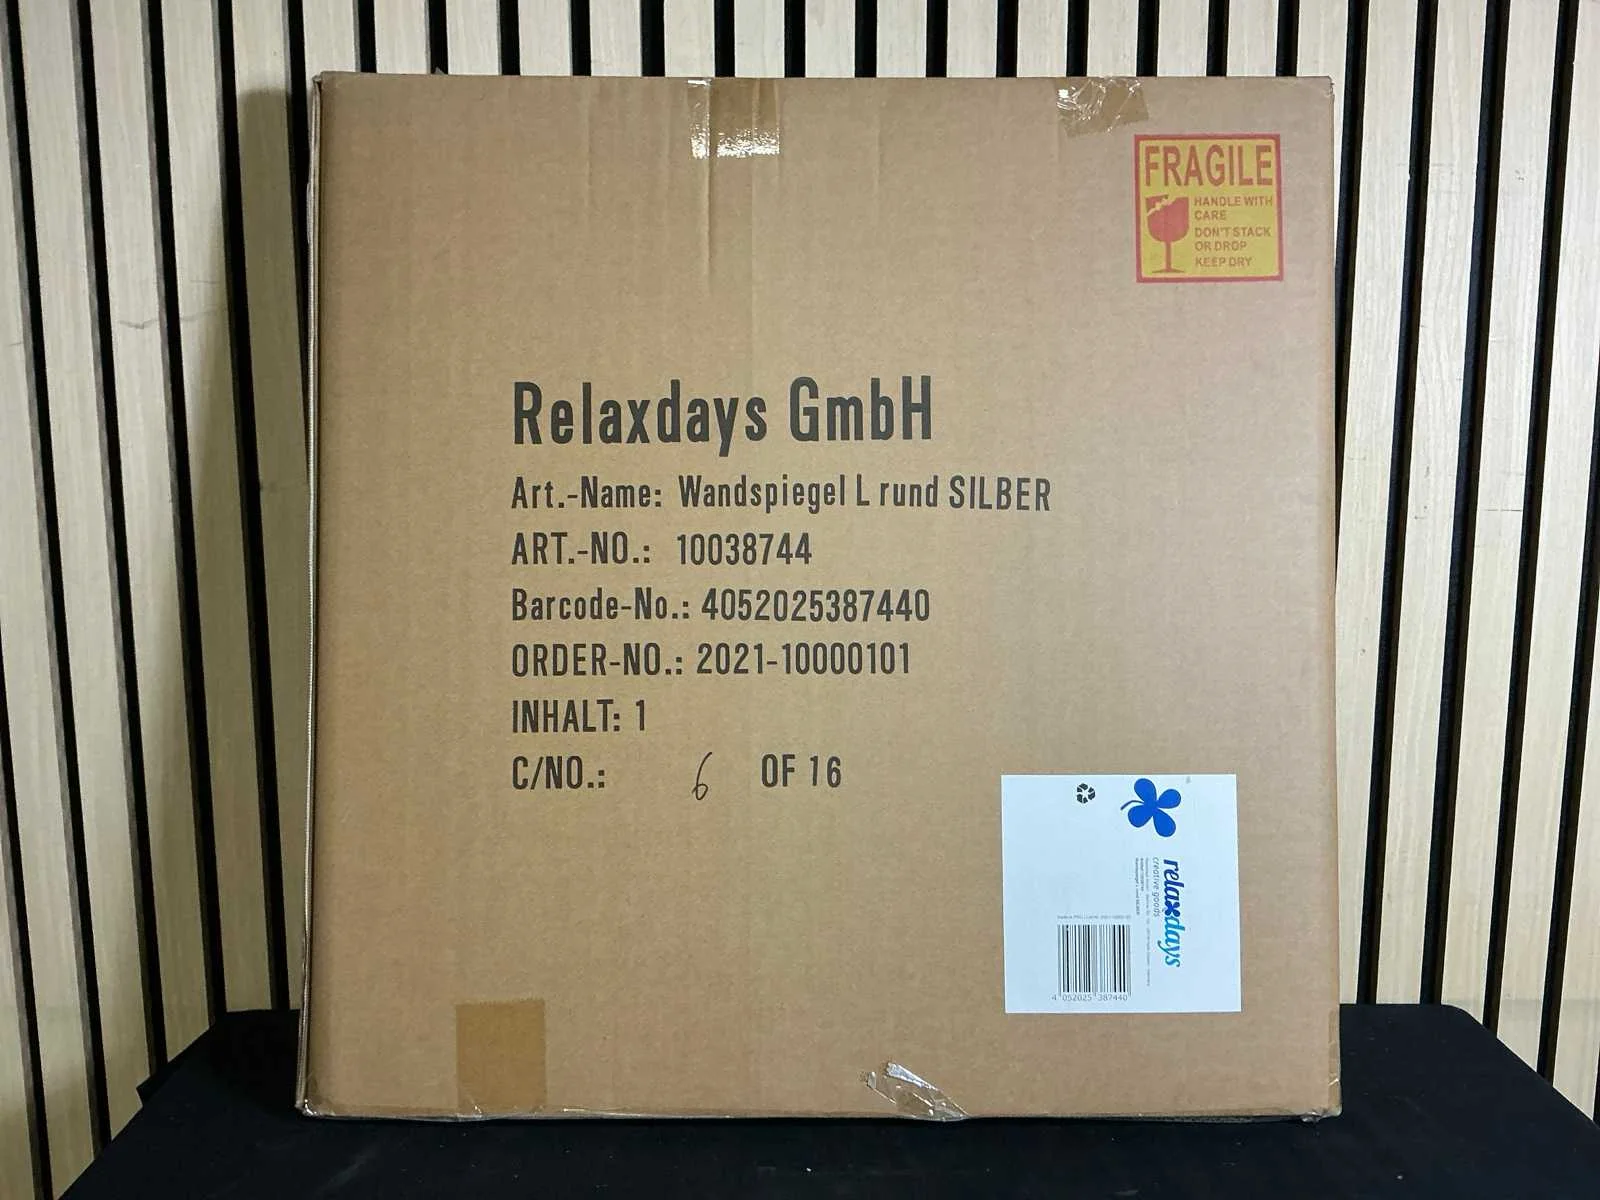 FRAGILE
HANDLE WITH
CARE
DON'T STACK
OR DROP
KEEP DRY
Relaxdays GmbH
Art.-Name: Wandspiegel L rund SILBER
ART.-NO.: 10038744
Barcode-No.: 4052025387440
ORDER-NO.: 2021-10000101
INHALT: 1
C/NO.: 6 OF 16
relaxdays
creative goods
4 052025 387440